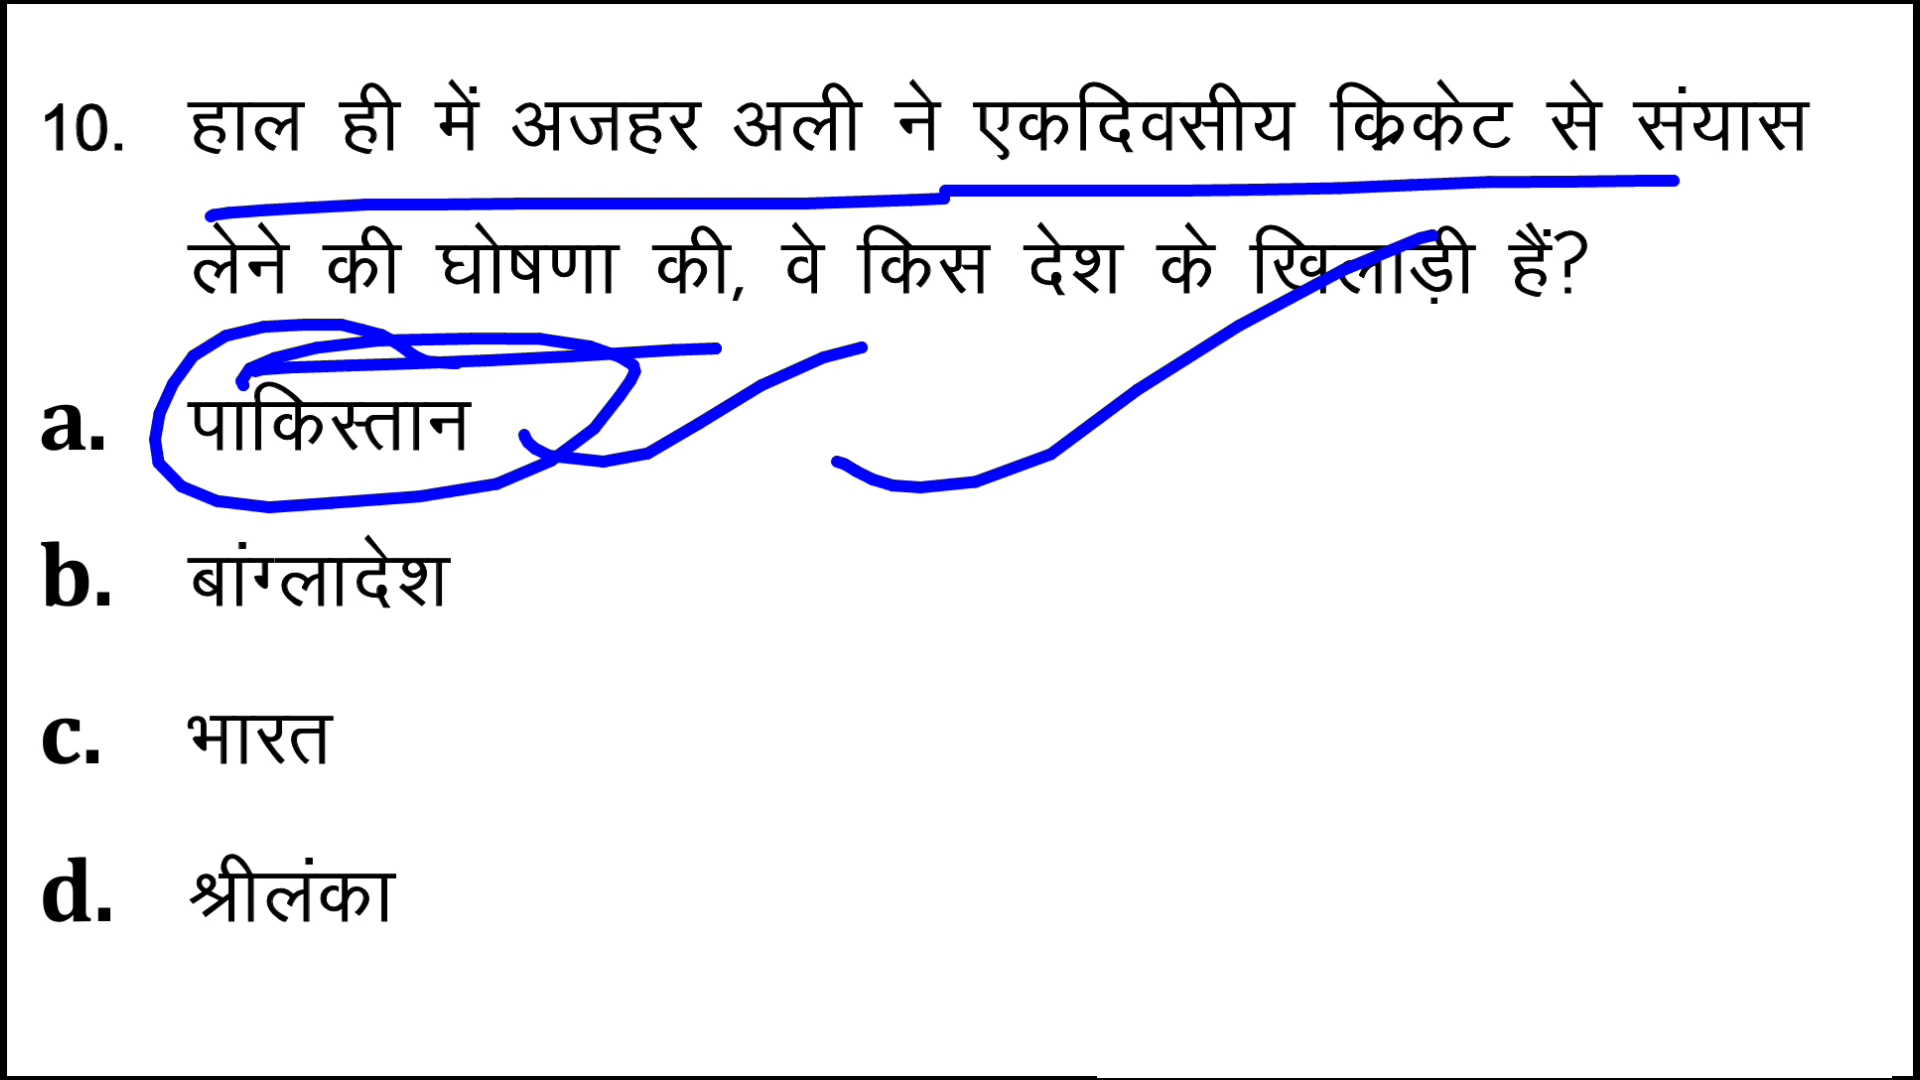 10. हाल ही में अजहर अली ने एकदिवसीय क्रिकेट से संयास
लेने की घोषणा की, वे किस देश के खिलाड़ी हैं?
a. पाकिस्तान
b. बांग्लादेश
c. भारत
d. श्रीलंका